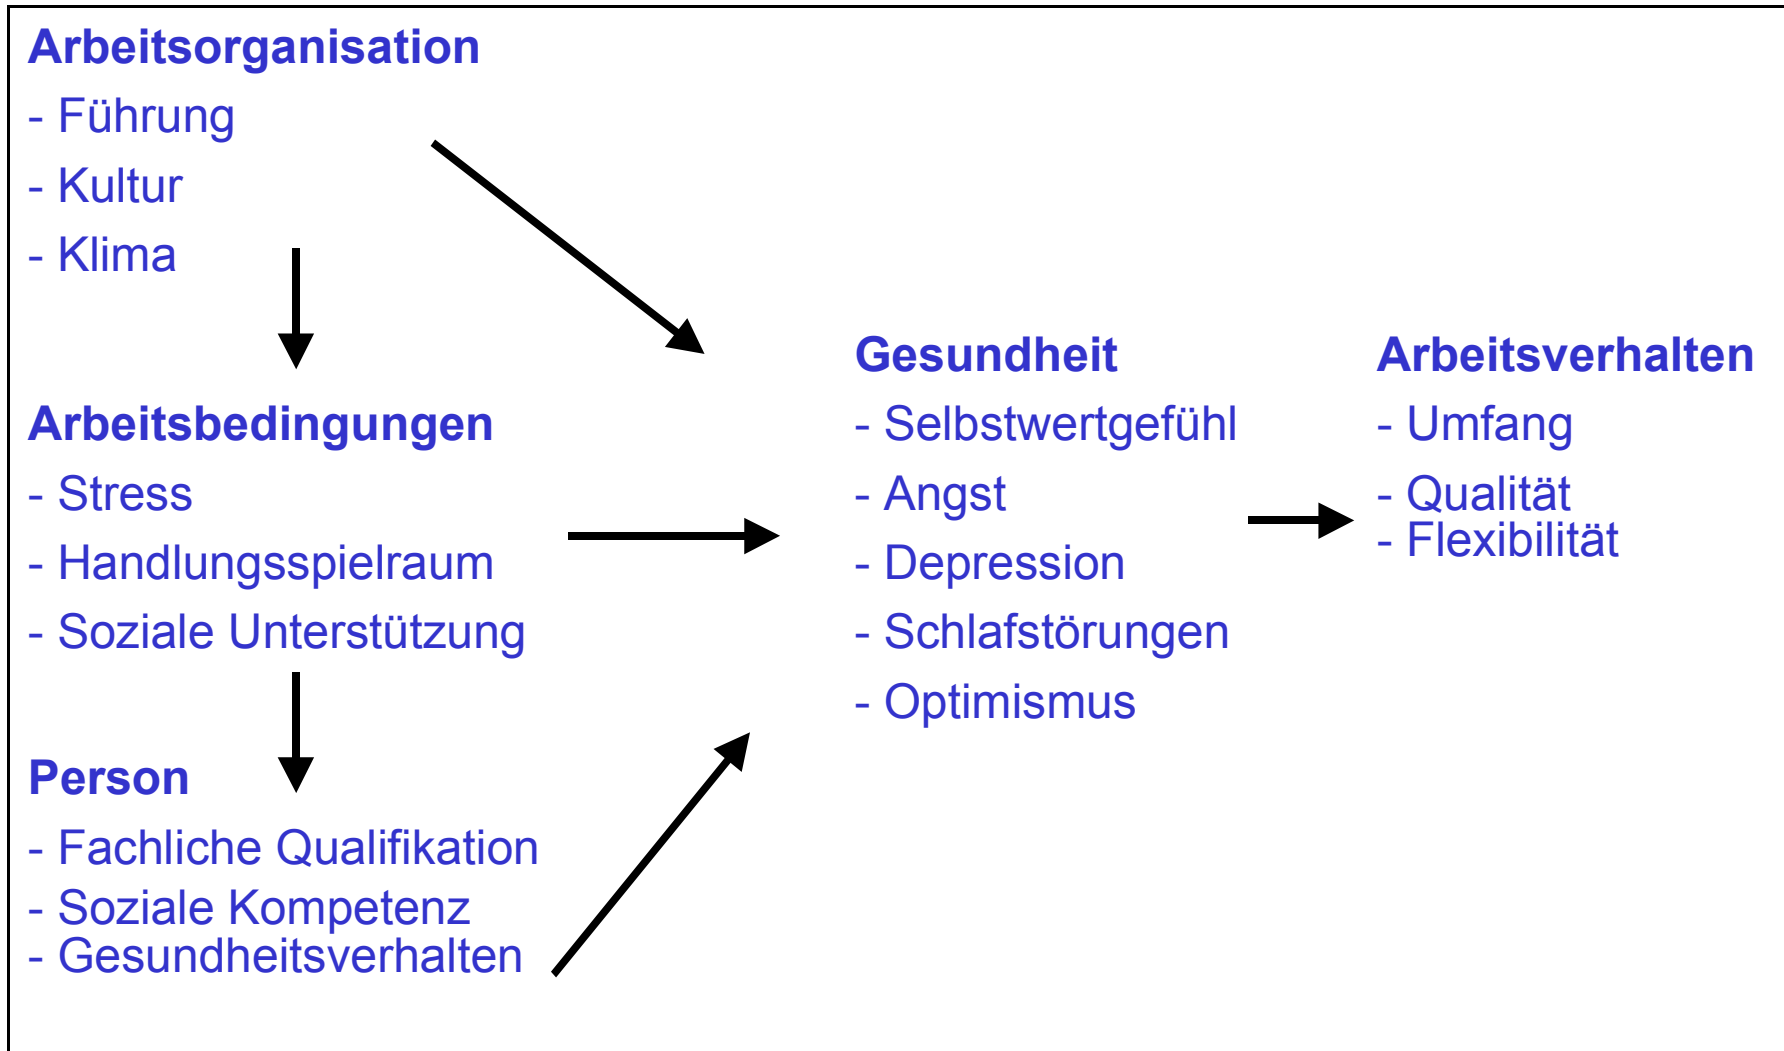 Arbeitsorganisation
- Führung
- Kultur
- Klima
Arbeitsbedingungen
- Stress
- Handlungsspielraum
- Soziale Unterstützung
Person
- Fachliche Qualifikation
- Soziale Kompetenz
- Gesundheitsverhalten
Gesundheit
- Selbstwertgefühl
- Angst
- Depression
- Schlafstörungen
- Optimismus
Arbeitsverhalten
- Umfang
- Qualität
- Flexibilität